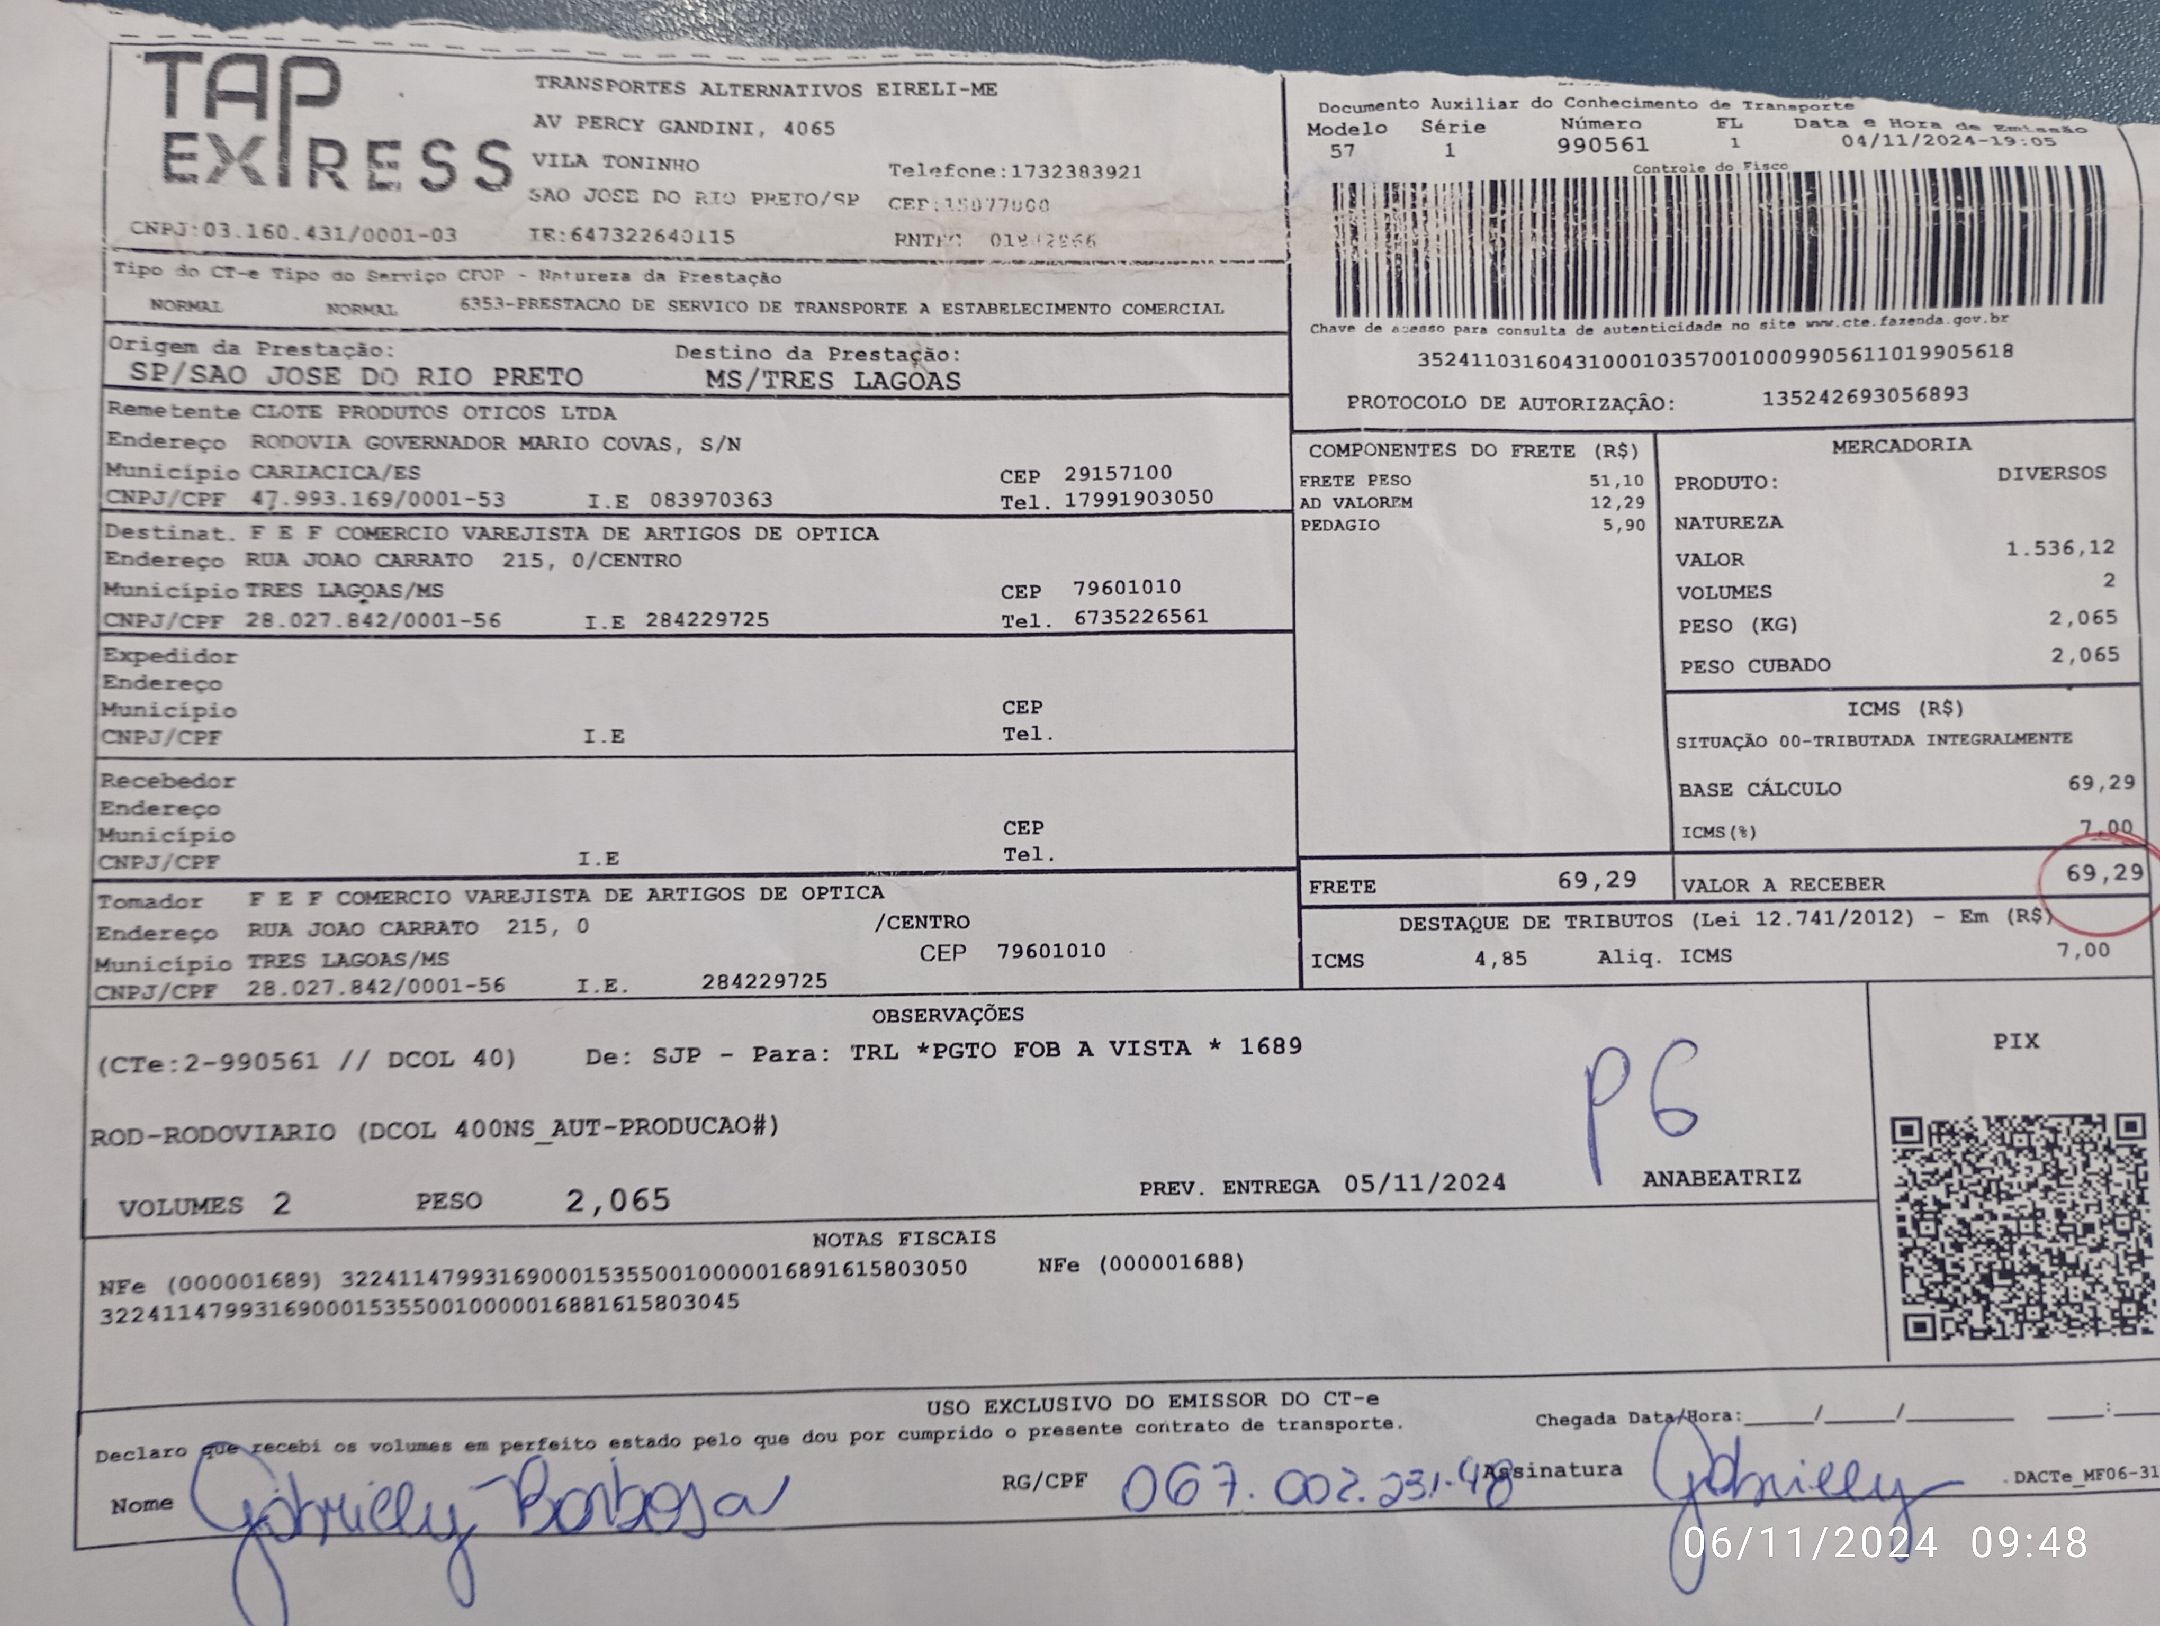 TAP EXPRESS
TRANSPORTES ALTERNATIVOS EIRELI-ME
AV PERCY GANDINI, 4065
VILA TONINHO Telefone:1732383921
SAO JOSE DO RIO PRETO/SP CEP:15077000
CNPJ:03.160.431/0001-03 IE:647322640115
Documento Auxiliar do Conhecimento de Transporte
Modelo Série Número FL Data e Hora de Emissão
57 1 990561 1 04/11/2024-19:05
Controle do Fisco
Chave de acesso para consulta de autenticidade no site www.cte.fazenda.gov.br
35241103160431000103570010009905611019905618
PROTOCOLO DE AUTORIZAÇÃO: 135242693056893
Tipo do CT-e Tipo do Serviço CFOP - Natureza da Prestação
NORMAL NORMAL 6353-PRESTACAO DE SERVICO DE TRANSPORTE A ESTABELECIMENTO COMERCIAL
Origem da Prestação: Destino da Prestação:
SP/SAO JOSE DO RIO PRETO MS/TRES LAGOAS
Remetente CLOTE PRODUTOS OTICOS LTDA
Endereço RODOVIA GOVERNADOR MARIO COVAS, S/N
Município CARIACICA/ES CEP 29157100
CNPJ/CPF 47.993.169/0001-53 I.E 083970363 Tel. 17991903050
Destinat. F E F COMERCIO VAREJISTA DE ARTIGOS DE OPTICA
Endereço RUA JOAO CARRATO 215, 0/CENTRO
Município TRES LAGOAS/MS CEP 79601010
CNPJ/CPF 28.027.842/0001-56 I.E 284229725 Tel. 6735226561
Expedidor
Endereço
Município CEP
CNPJ/CPF I.E Tel.
Recebedor
Endereço
Município CEP
CNPJ/CPF I.E Tel.
Tomador F E F COMERCIO VAREJISTA DE ARTIGOS DE OPTICA
Endereço RUA JOAO CARRATO 215, 0 /CENTRO
Município TRES LAGOAS/MS CEP 79601010
CNPJ/CPF 28.027.842/0001-56 I.E. 284229725
COMPONENTES DO FRETE (R$)
FRETE PESO 51,10
AD VALOREM 12,29
PEDAGIO 5,90
MERCADORIA
PRODUTO: DIVERSOS
NATUREZA
VALOR 1.536,12
VOLUMES 2
PESO (KG) 2,065
PESO CUBADO 2,065
ICMS (R$)
SITUAÇÃO 00-TRIBUTADA INTEGRALMENTE
BASE CÁLCULO 69,29
ICMS(%) 7,00
FRETE 69,29 VALOR A RECEBER 69,29
DESTAQUE DE TRIBUTOS (Lei 12.741/2012) - Em (R$)
ICMS 4,85 Aliq. ICMS 7,00
OBSERVAÇÕES
(CTe:2-990561 // DCOL 40) De: SJP - Para: TRL *PGTO FOB A VISTA * 1689
ROD-RODOVIARIO (DCOL 400NS_AUT-PRODUCAO#)
PG
VOLUMES 2 PESO 2,065 PREV. ENTREGA 05/11/2024 ANABEATRIZ
PIX
NOTAS FISCAIS
NFe (000001689) 32241147993169000153550010000016891615803050 NFe (000001688)
32241147993169000153550010000016881615803045
USO EXCLUSIVO DO EMISSOR DO CT-e
Declaro que recebi os volumes em perfeito estado pelo que dou por cumprido o presente contrato de transporte. Chegada Data/Hora:____/____/______ ___:___
Nome Gabrielly Barbosa RG/CPF 067.002.231-48 Assinatura Gabrielly .DACTe_MF06-31
06/11/2024 09:48